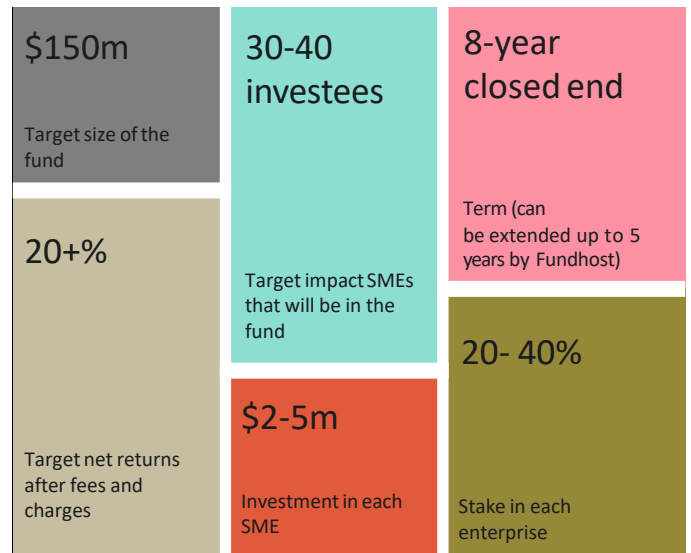 $150m
Target size of the
fund
20+%
Target net returns
after fees and
charges
30-40
investees
Target impact SMEs
that will be in the
fund
$2-5m
Investment in each
SME
8-year
closed end
Term (can
be extended up to 5
years by Fundhost)
20- 40%
Stake in each
enterprise